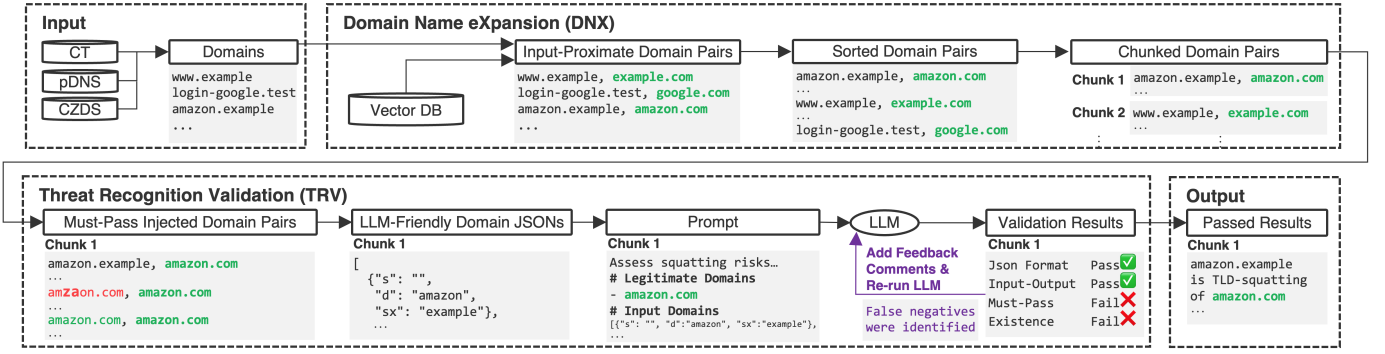 Input
CT
pDNS
CZDS
Domains
www.example
login-google.test
amazon.example
...
Domain Name eXpansion (DNX)
Vector DB
Input-Proximate Domain Pairs
www.example, example.com
login-google.test, google.com
amazon.example, amazon.com
...
Sorted Domain Pairs
amazon.example, amazon.com
...
www.example, example.com
...
login-google.test, google.com
Chunked Domain Pairs
Chunk 1
amazon.example, amazon.com
...
Chunk 2
www.example, example.com
...
Threat Recognition Validation (TRV)
Must-Pass Injected Domain Pairs
Chunk 1
amazon.example, amazon.com
...
amzaon.com, amazon.com
...
amazon.com, amazon.com
...
LLM-Friendly Domain JSONs
Chunk 1
[
{"s": "",
"d": "amazon",
"sx": "example"},
...
Prompt
Chunk 1
Assess squatting risks…
# Legitimate Domains
- amazon.com
# Input Domains
[{"s": "", "d":"amazon", "sx":"example"},
...
LLM
Add Feedback
Comments &
Re-run LLM
False negatives
were identified
Validation Results
Chunk 1
Json Format Pass
Input-Output Pass
Must-Pass Fail
Existence Fail
Output
Passed Results
Chunk 1
amazon.example
is TLD-squatting
of amazon.com
...